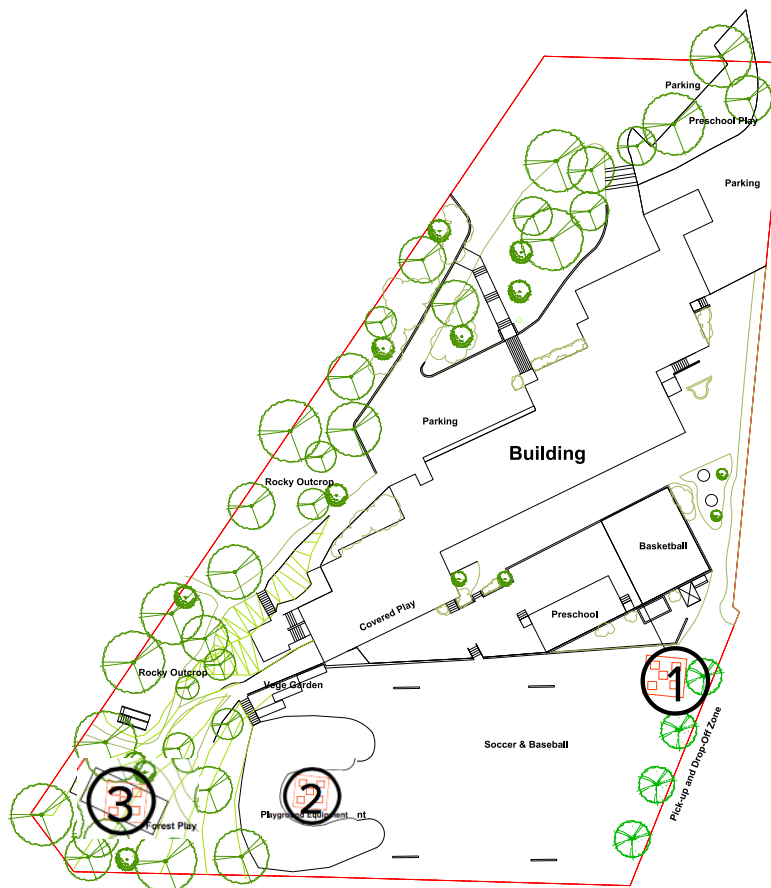 Parking
Preschool Play
Parking
Parking
Building
Rocky Outcrop
Basketball
Covered Play
Preschool
Rocky Outcrop
Vege Garden
1
Soccer & Baseball
Pick-up and Drop-Off Zone
3
2
Playground Equipment
Forest Play